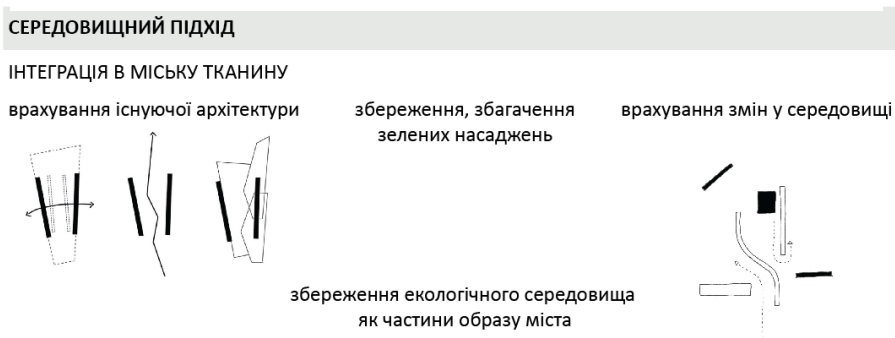 СЕРЕДОВИЩНИЙ ПІДХІД
ІНТЕГРАЦІЯ В МІСЬКУ ТКАНИНУ
врахування існуючої архітектури
збереження, збагачення
зелених насаджень
врахування змін у середовищі
збереження екологічного середовища
як частини образу міста